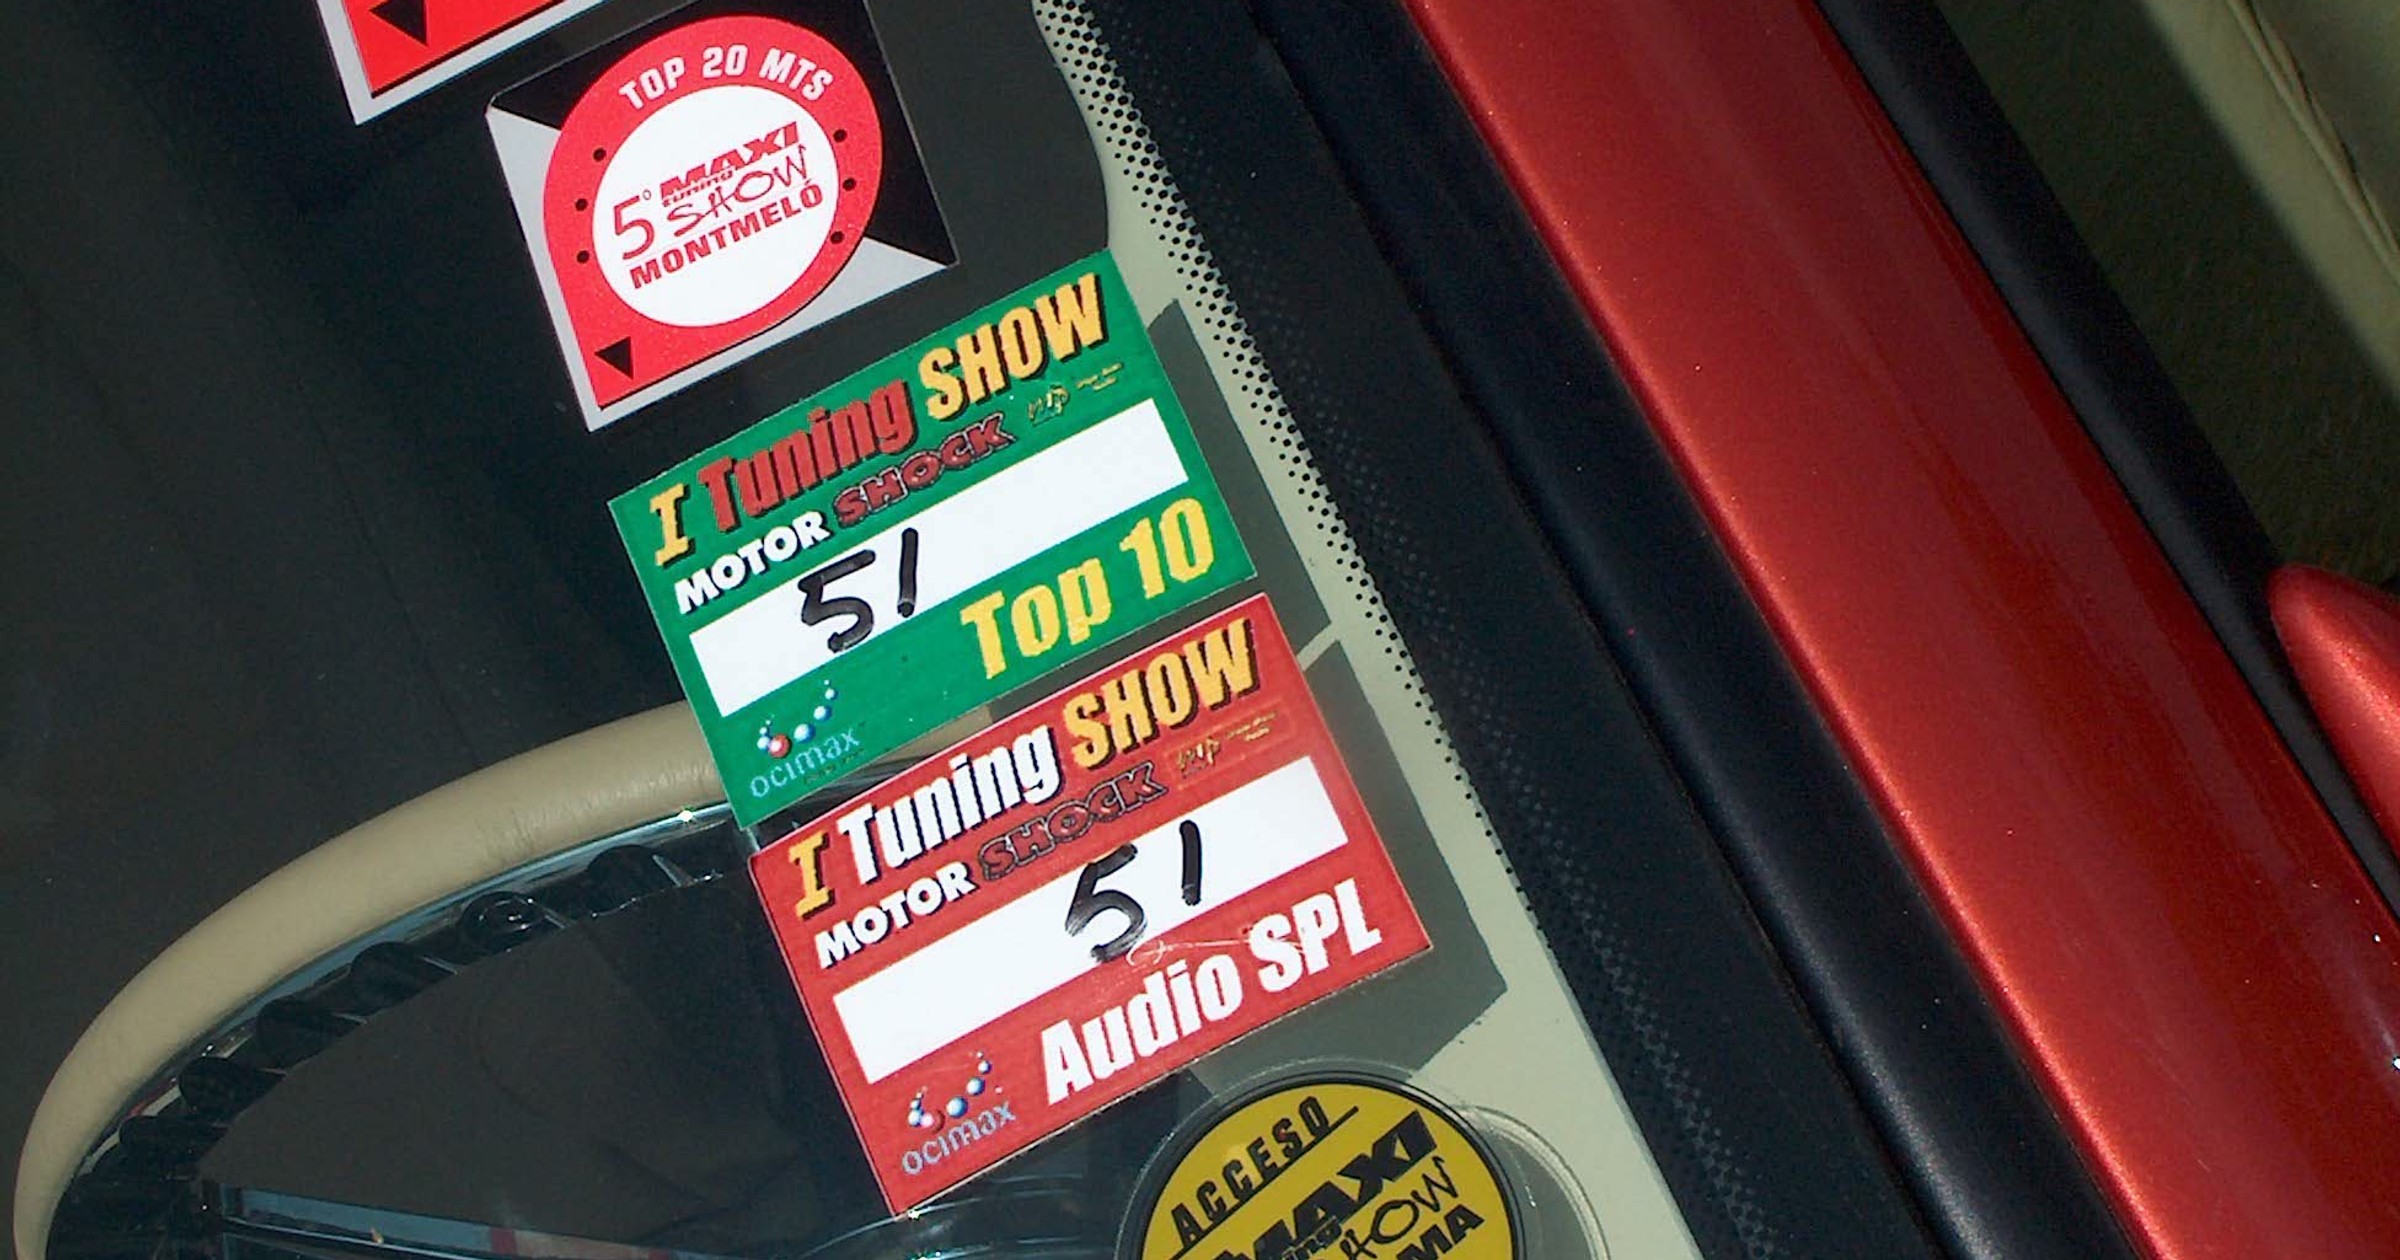 TOP 20 MTS
5º MAXI
tuning
SHOW
MONTMELÓ
I Tuning SHOW
MOTOR SHOCK
51
Top 10
ocimax
I Tuning SHOW
MOTOR SHOCK
51
Audio SPL
ocimax
ACCESO
MAXI
SHOW